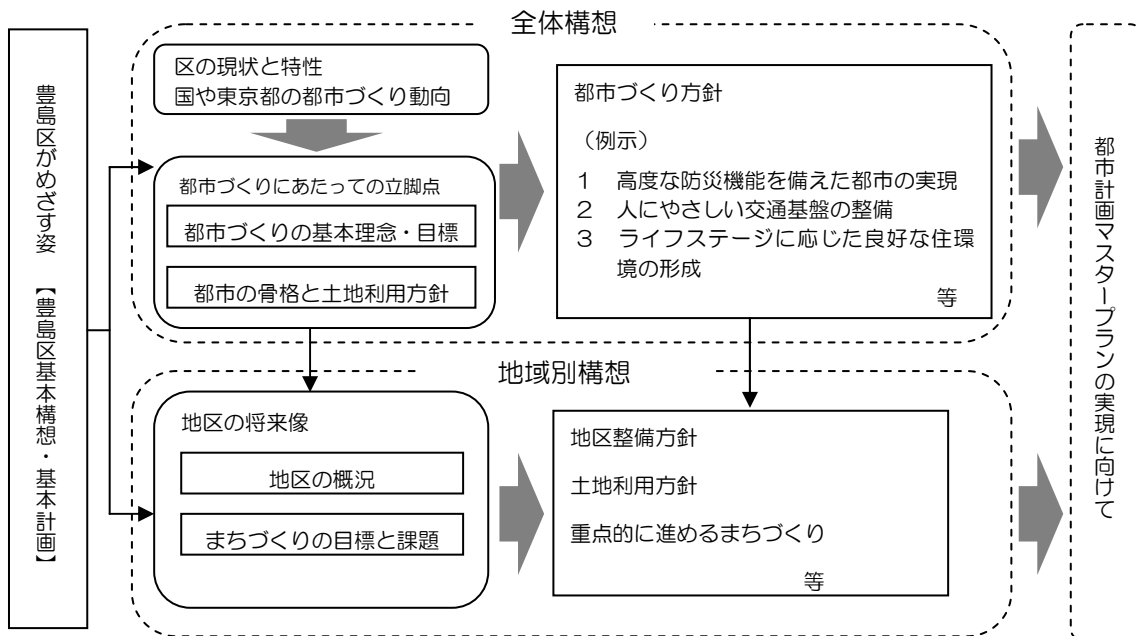 全体構想
豊島区がめざす姿　【豊島区基本構想・基本計画】
区の現状と特性
国や東京都の都市づくり動向
都市づくりにあたっての立脚点
都市づくりの基本理念・目標
都市の骨格と土地利用方針
都市づくり方針
（例示）
1　高度な防災機能を備えた都市の実現
2　人にやさしい交通基盤の整備
3　ライフステージに応じた良好な住環
境の形成
等
地域別構想
地区の将来像
地区の概況
まちづくりの目標と課題
地区整備方針
土地利用方針
重点的に進めるまちづくり
等
都市計画マスタープランの実現に向けて